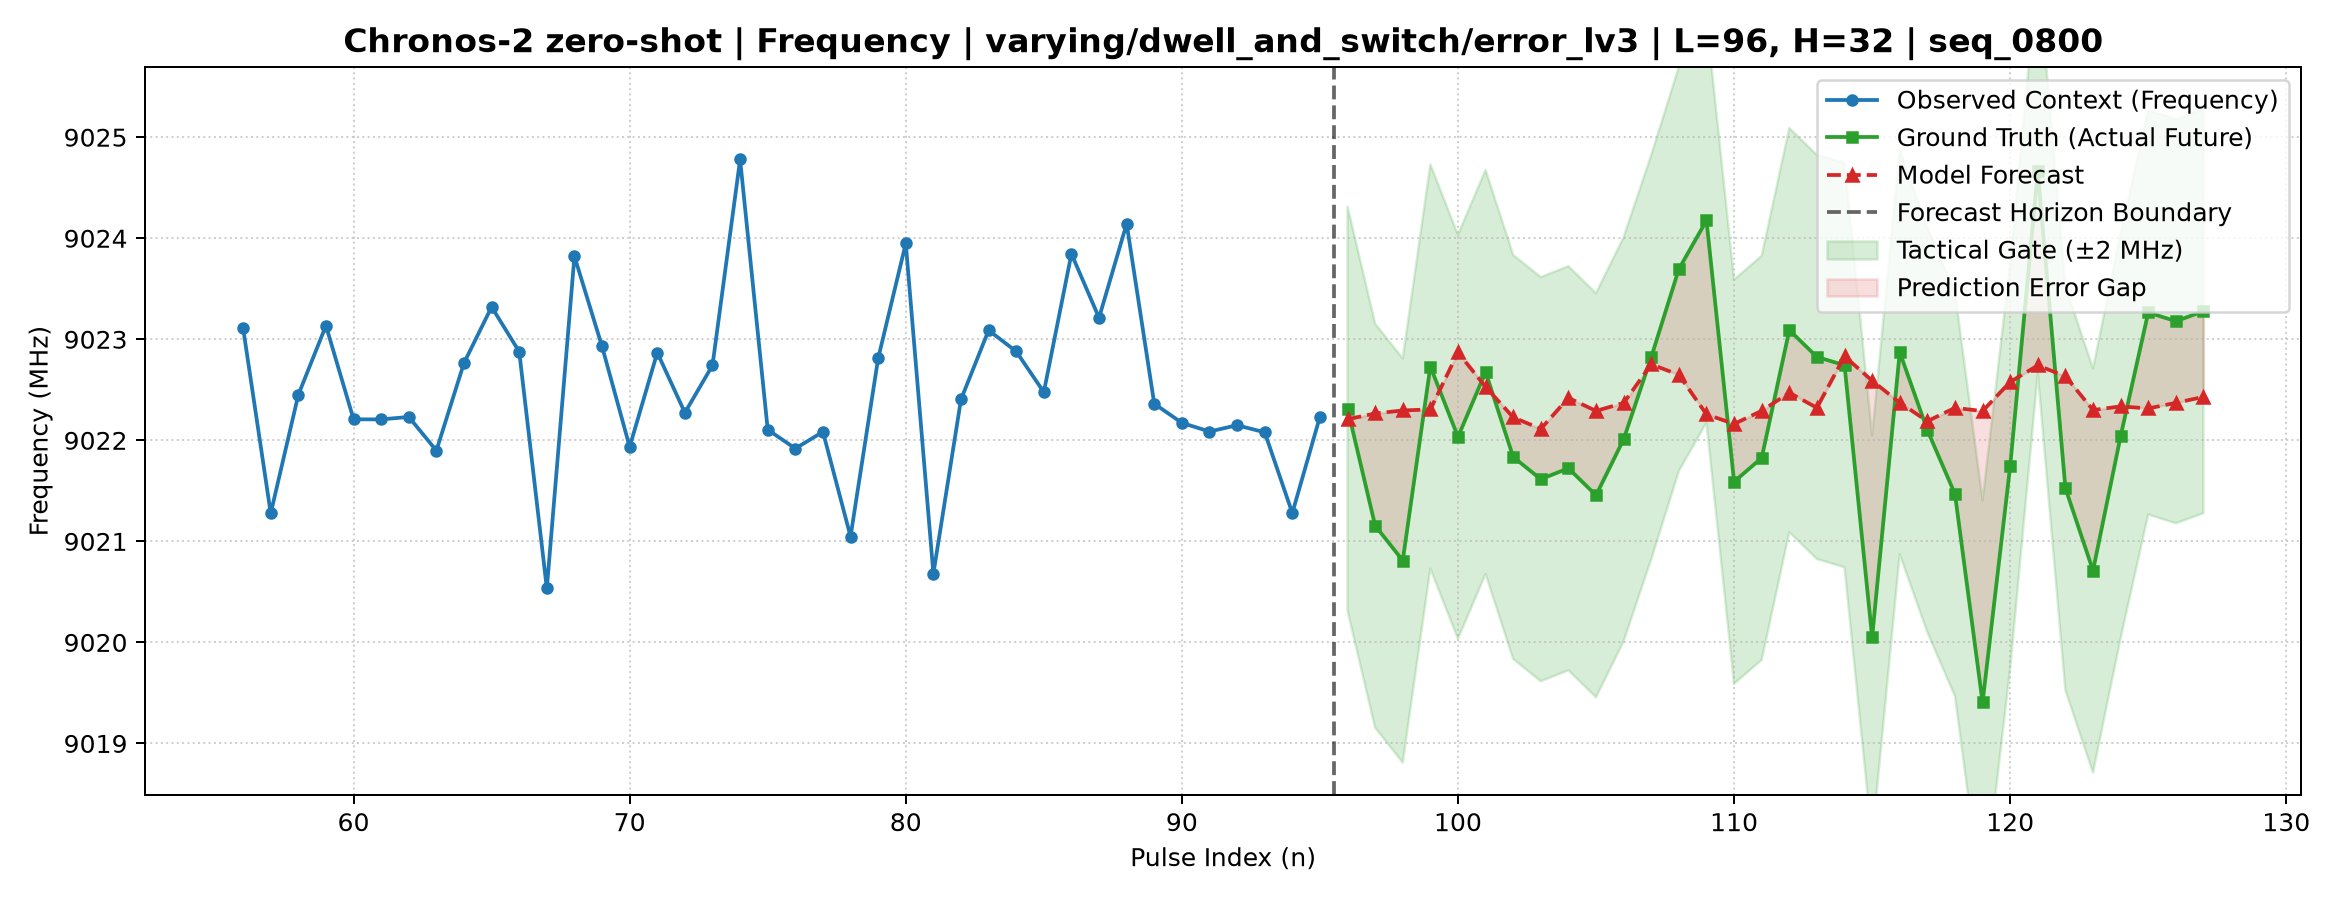 Chronos-2 zero-shot | Frequency | varying/dwell_and_switch/error_lv3 | L=96, H=32 | seq_0800
Frequency (MHz)
9025
9024
9023
9022
9021
9020
9019
Observed Context (Frequency)
Ground Truth (Actual Future)
Model Forecast
Forecast Horizon Boundary
Tactical Gate (±2 MHz)
Prediction Error Gap
60
70
80
90
100
110
120
130
Pulse Index (n)